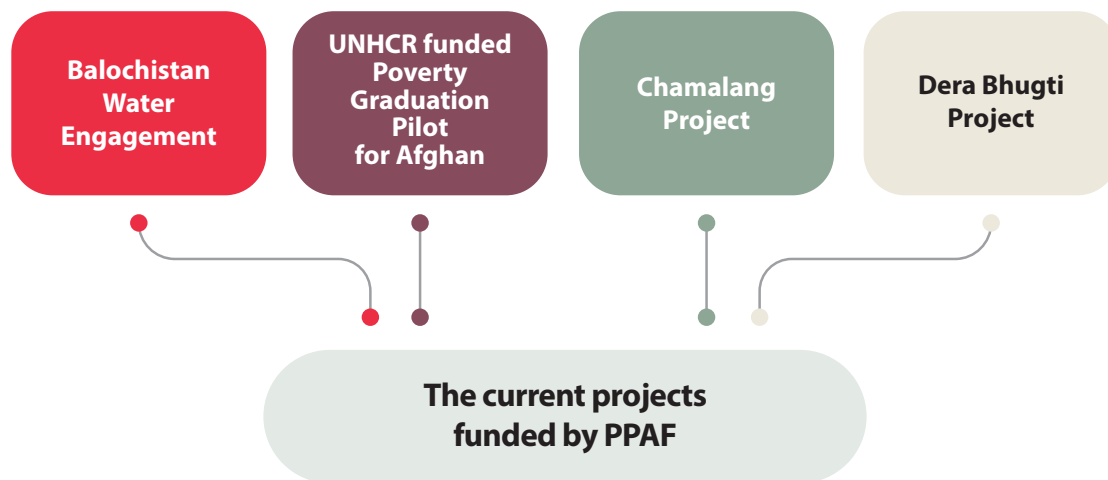 Balochistan
Water
Engagement
UNHCR funded
Poverty
Graduation
Pilot
for Afghan
Chamalang
Project
Dera Bhugti
Project
The current projects
funded by PPAF